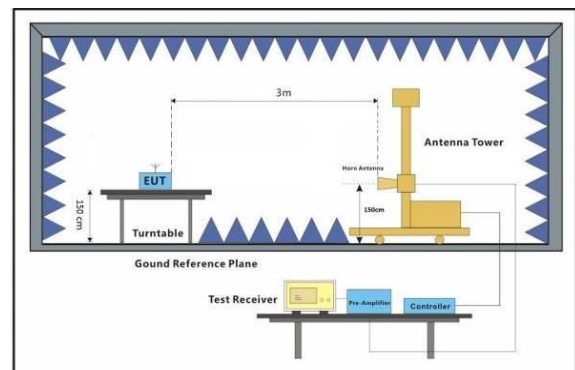 3m
Antenna Tower
Horn Antenna
EUT
150 cm
150cm
Turntable
Gound Reference Plane
Test Receiver
Pre-Amplifier
Controller